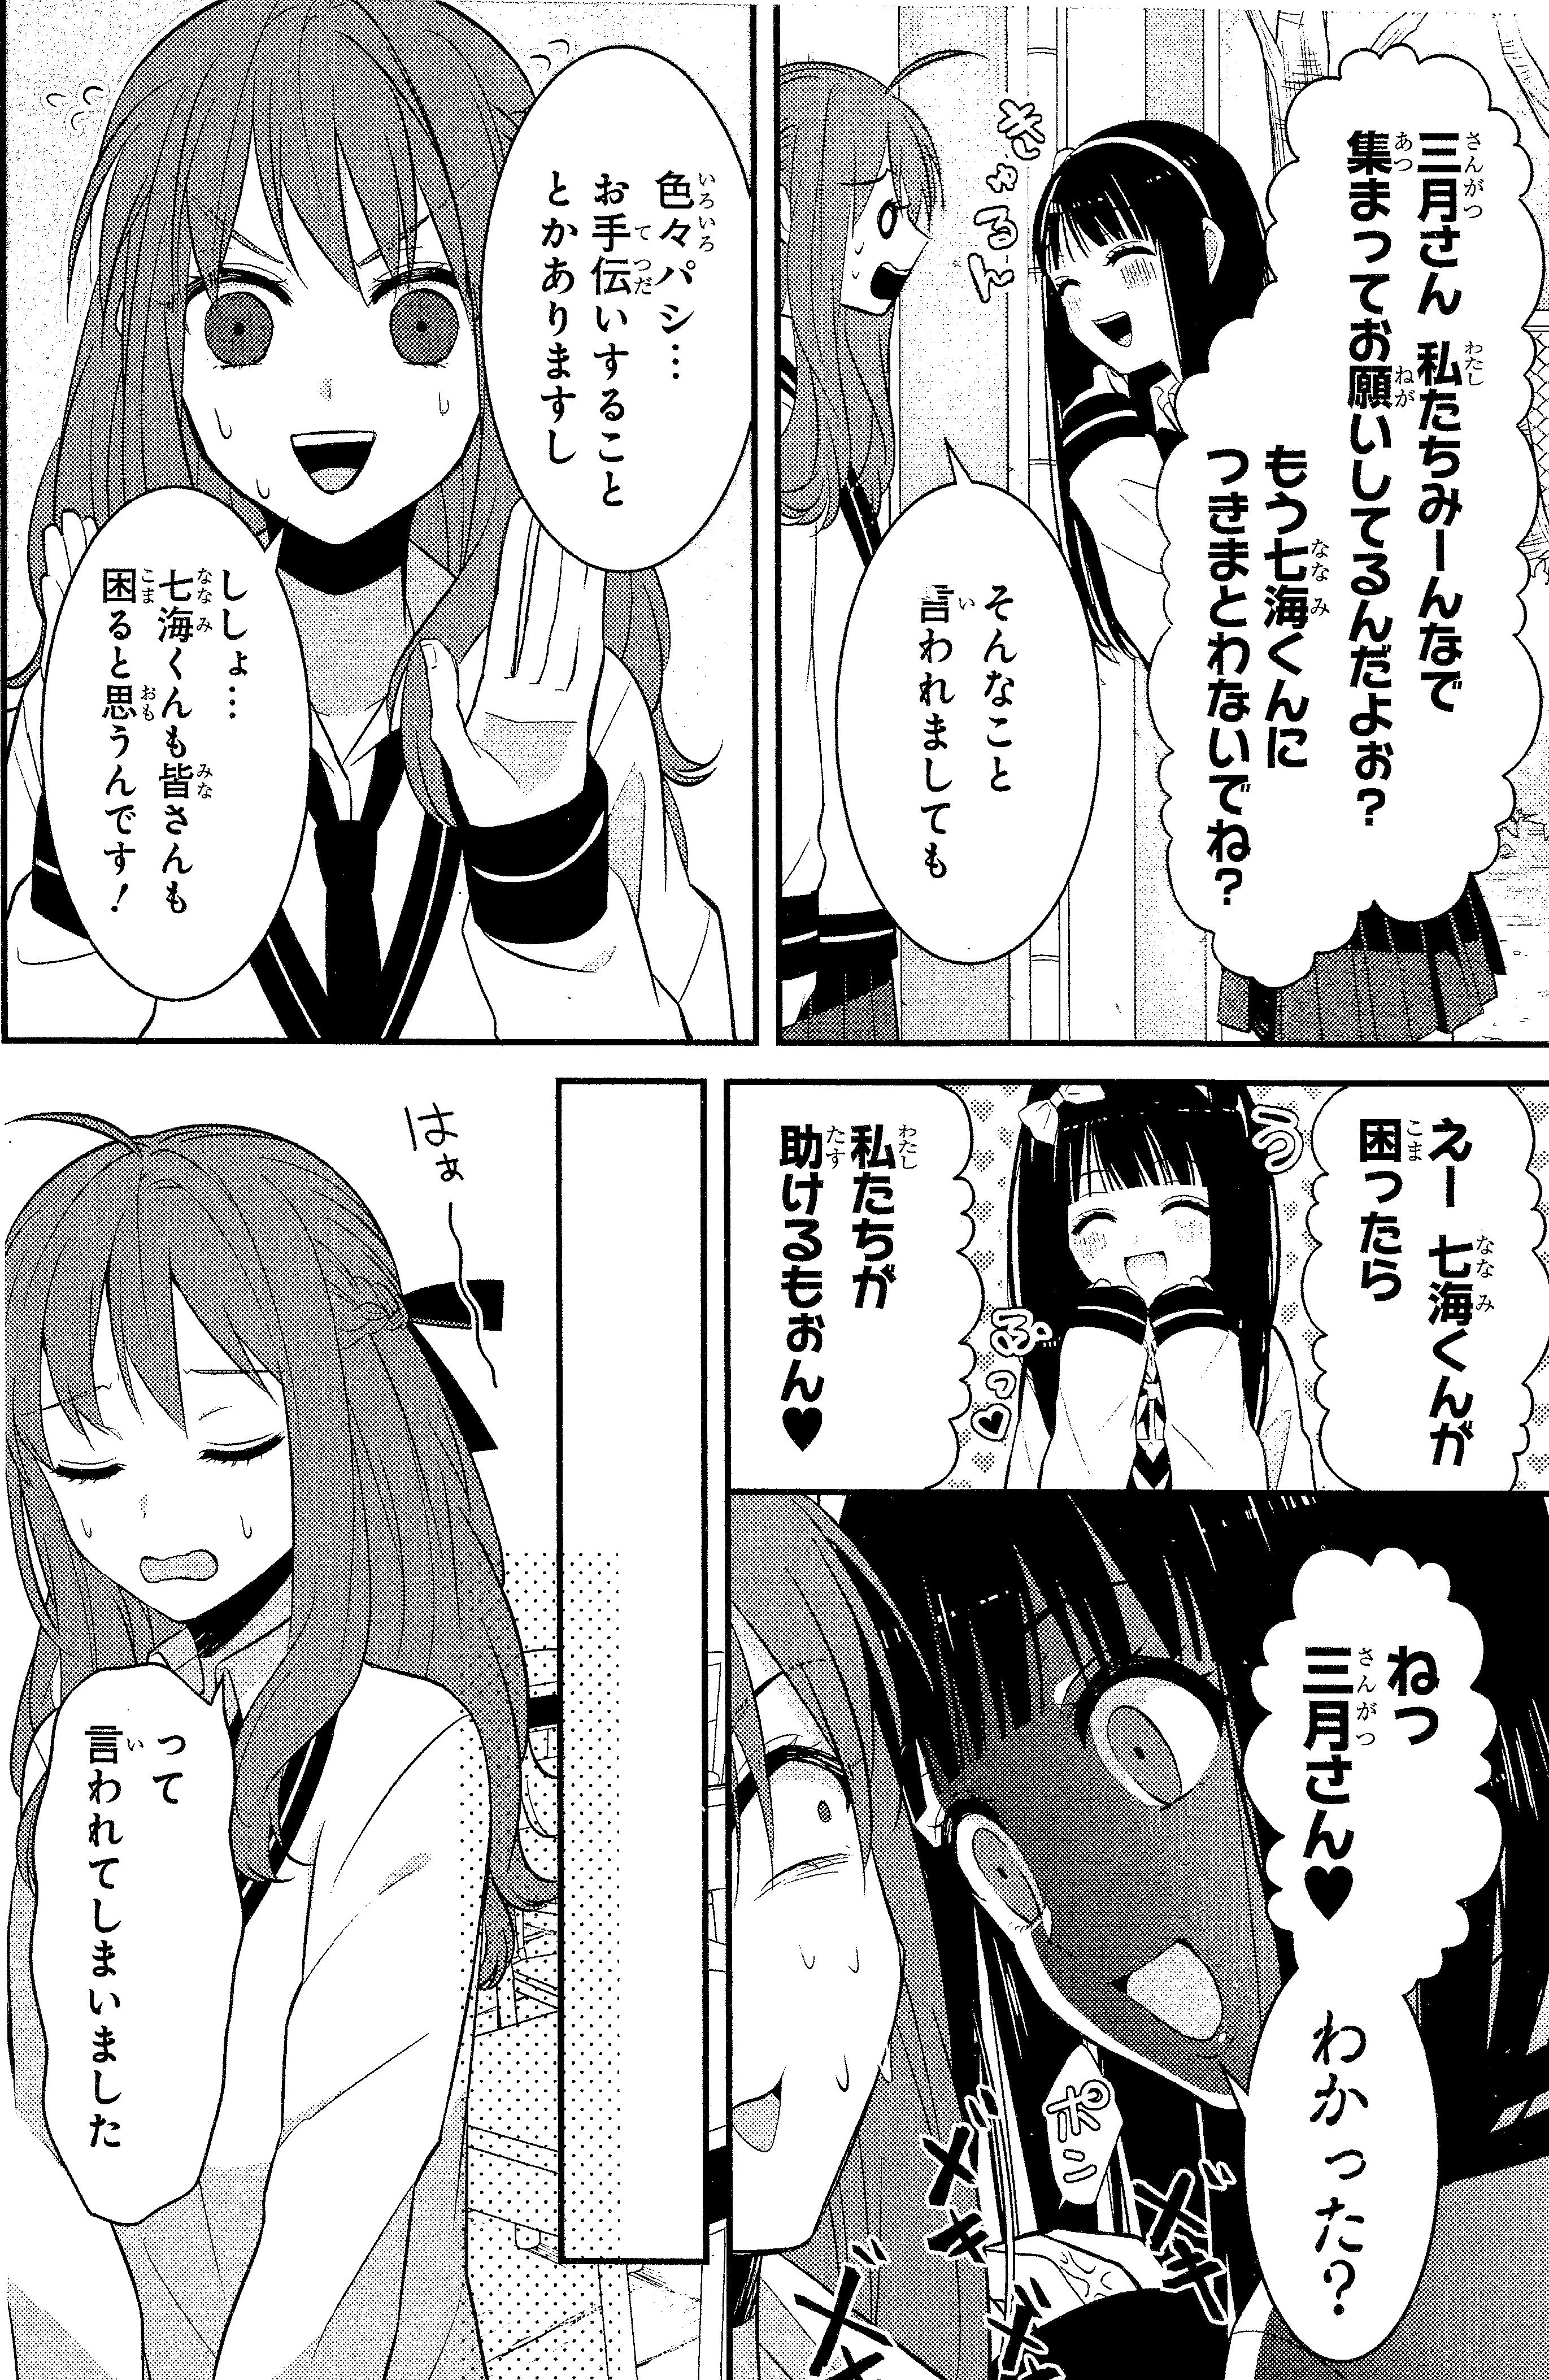 三月さん 私たちみーんなで
集まってお願いしてるんだよぉ?
もう七海くんに
つきまとわないでね?
きゃるん
そんなこと
言われましても
色々パシ…
お手伝いすること
とかありますし
ししょ…
七海くんも皆さんも
困ると思うんです!
えー 七海くんが
困ったら
うふっ♡
私たちが
助けるもぉん♥
ねっ
三月さん♥
わかった?
ポン
メキ
メキ
メキ
はぁ
って
言われてしまいました